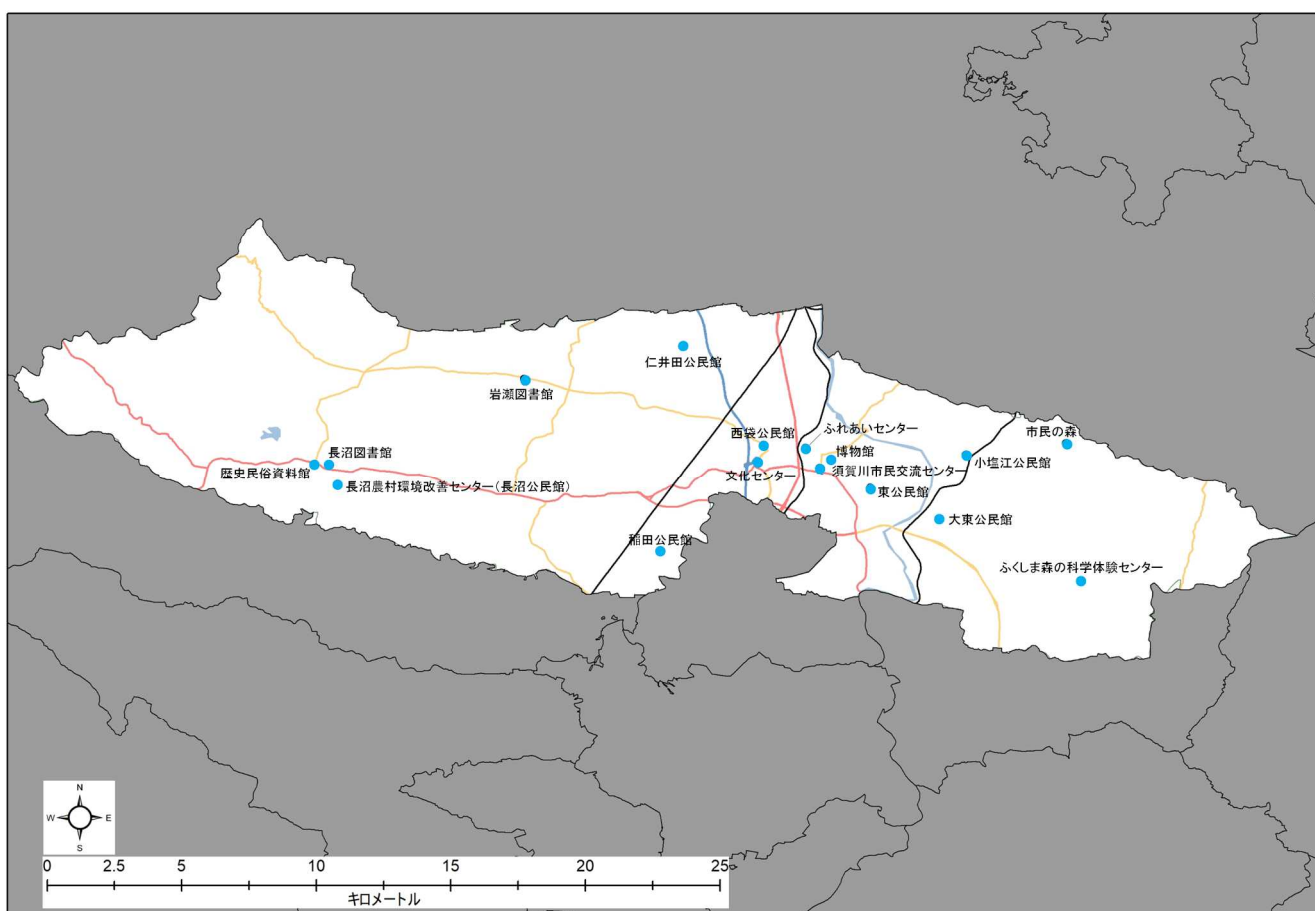 仁井田公民館
岩瀬図書館
西袋公民館
ふれあいセンター
市民の森
長沼図書館
博物館
小塩江公民館
歴史民俗資料館
文化センター
須賀川市民交流センター
長沼農村環境改善センター(長沼公民館)
東公民館
大東公民館
稲田公民館
ふくしま森の科学体験センター
N
W E
S
0 2.5 5 10 15 20 25
キロメートル